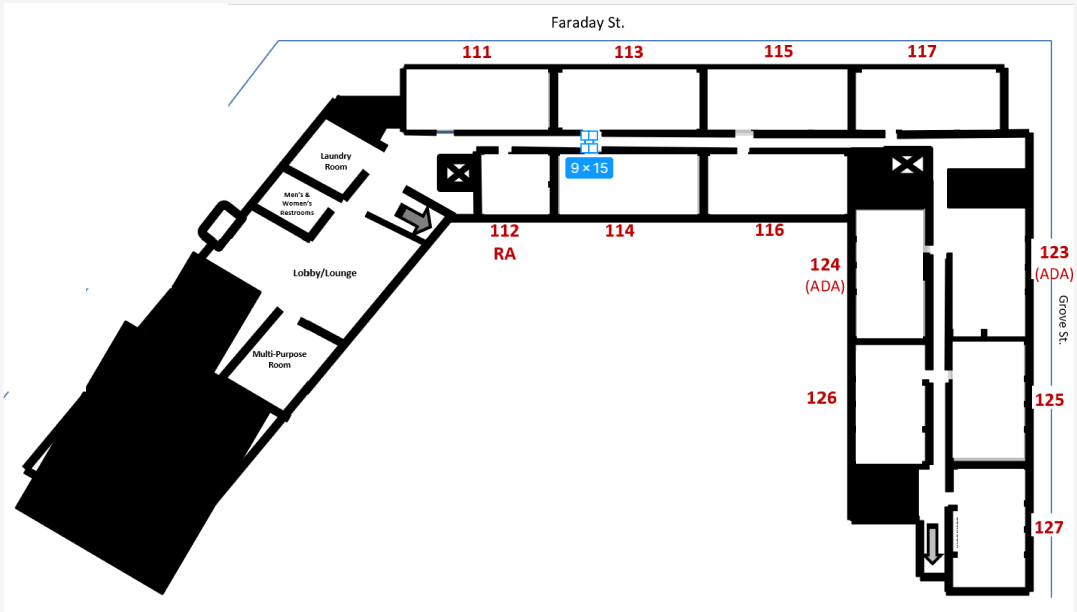 Faraday St.
111
113
115
117
Laundry
Room
9 × 15
Men's &
Women's
Restrooms
112
RA
114
116
124
(ADA)
123
(ADA)
Lobby/Lounge
Grove St.
Multi-Purpose
Room
126
125
127